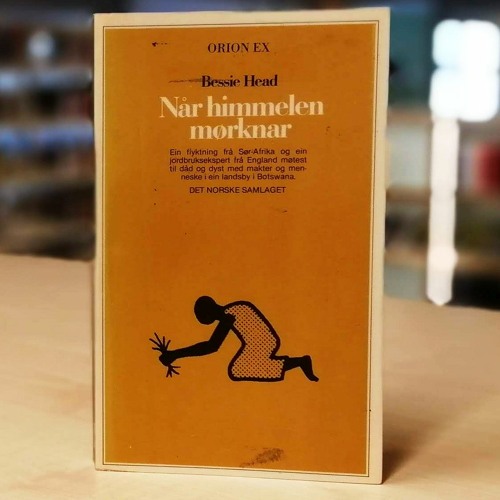 ORION EX
Bessie Head
Når himmelen
mørknar
Ein flyktning frå Sør-Afrika og ein
jordbruksekspert frå England møtest
til dåd og dyst med makter og men-
neske i ein landsby i Botswana.
DET NORSKE SAMLAGET